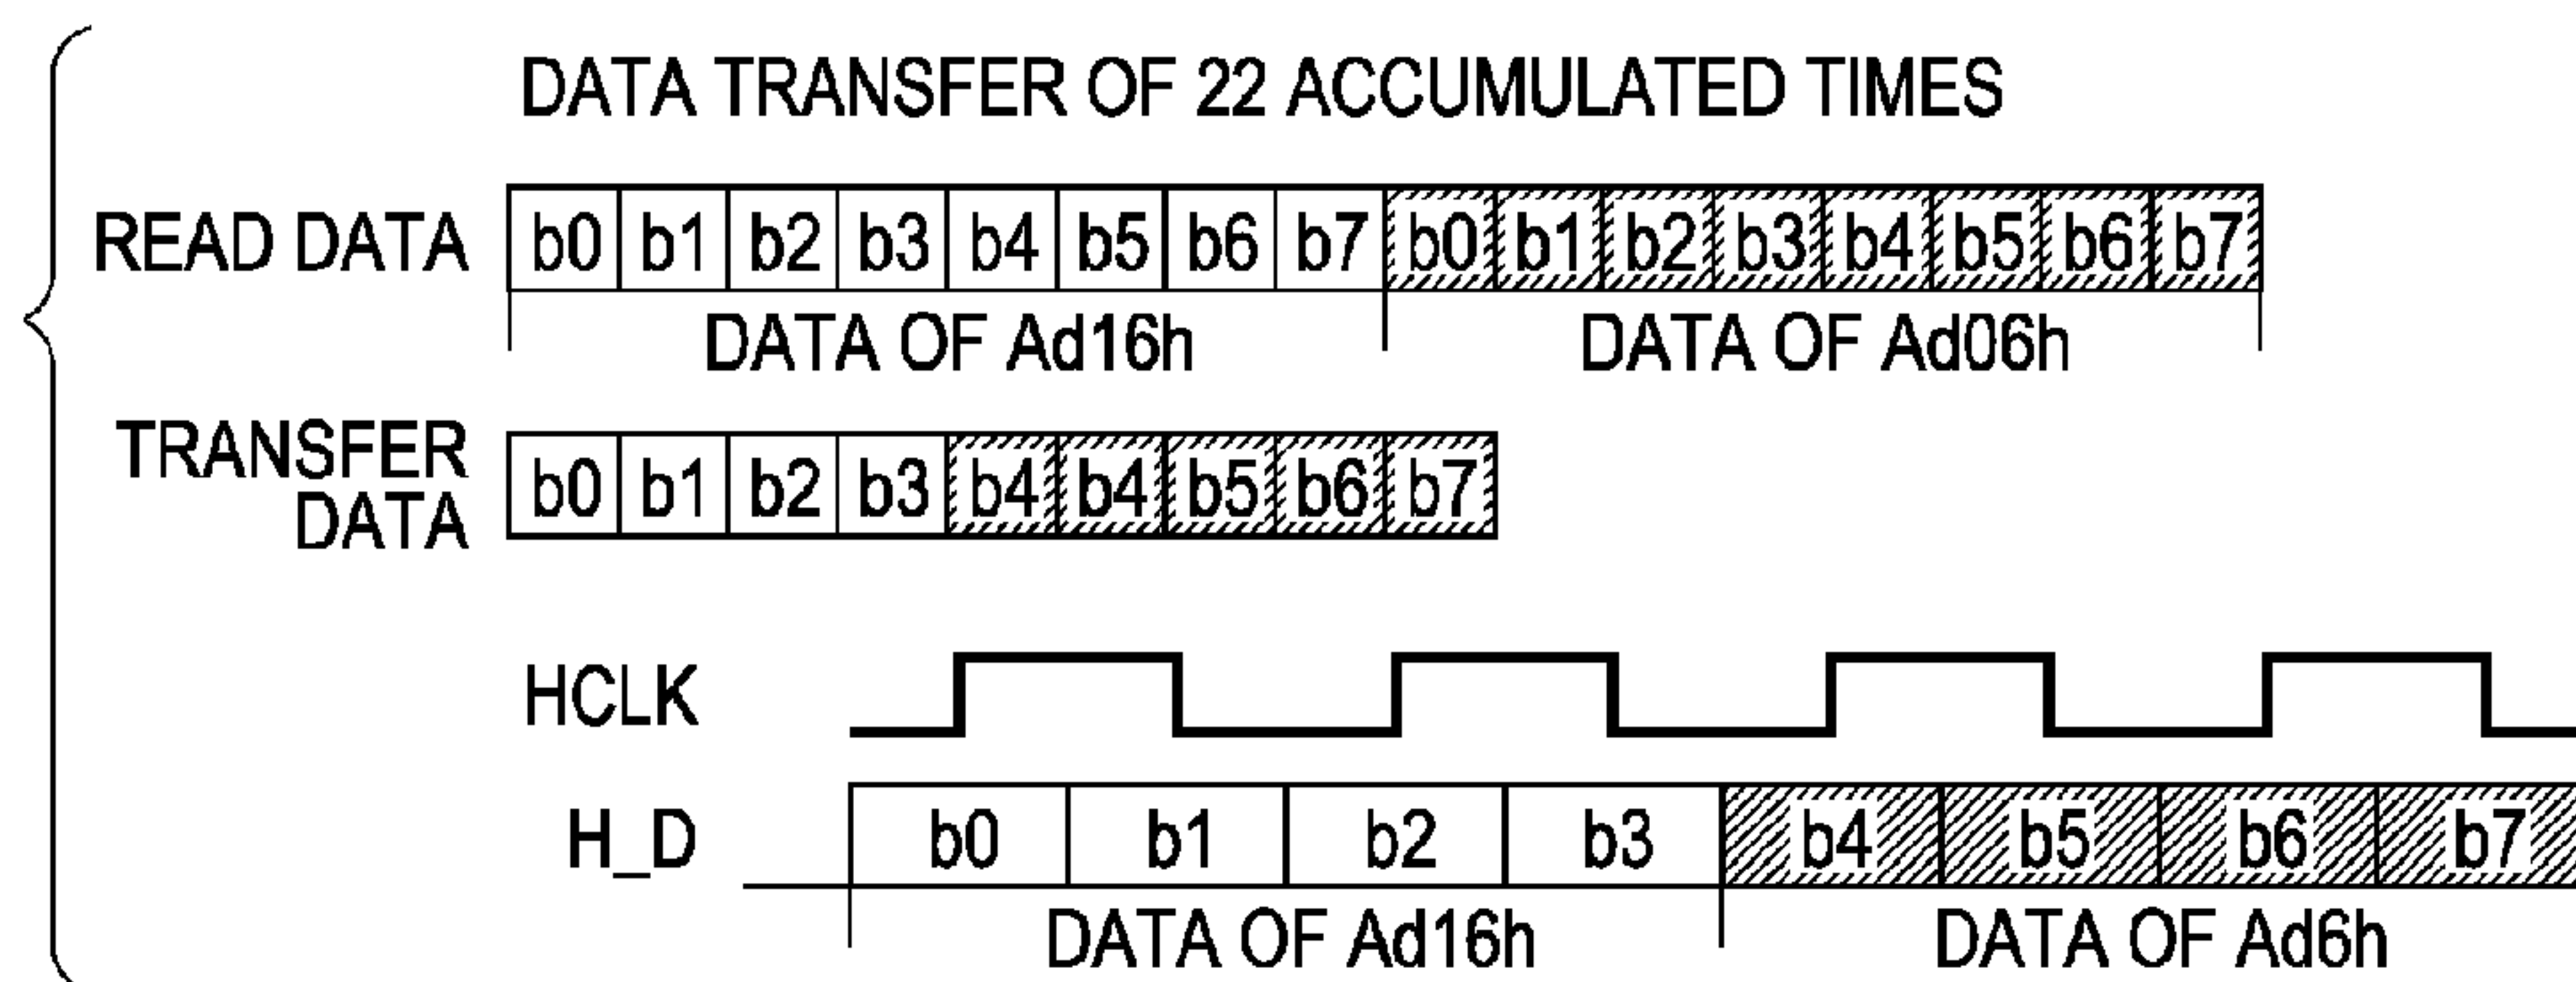 DATA TRANSFER OF 22 ACCUMULATED TIMES
READ DATA b0 b1 b2 b3 b4 b5 b6 b7 b0 b1 b2 b3 b4 b5 b6 b7
DATA OF Ad16h DATA OF Ad06h
TRANSFER
DATA
b0 b1 b2 b3 b4 b4 b5 b6 b7
HCLK
H_D b0 b1 b2 b3 b4 b5 b6 b7
DATA OF Ad16h DATA OF Ad6h